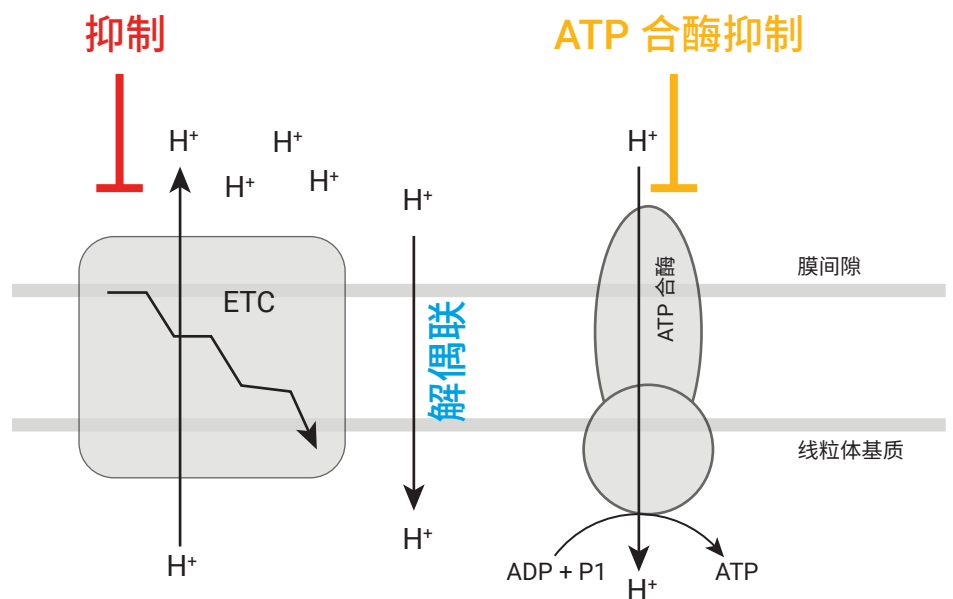 抑制
ATP 合酶抑制
H⁺
H⁺
H⁺
H⁺
H⁺
H⁺
膜间隙
ETC
ATP 合酶
解偶联
线粒体基质
H⁺
H⁺
ADP + P1
ATP
H⁺